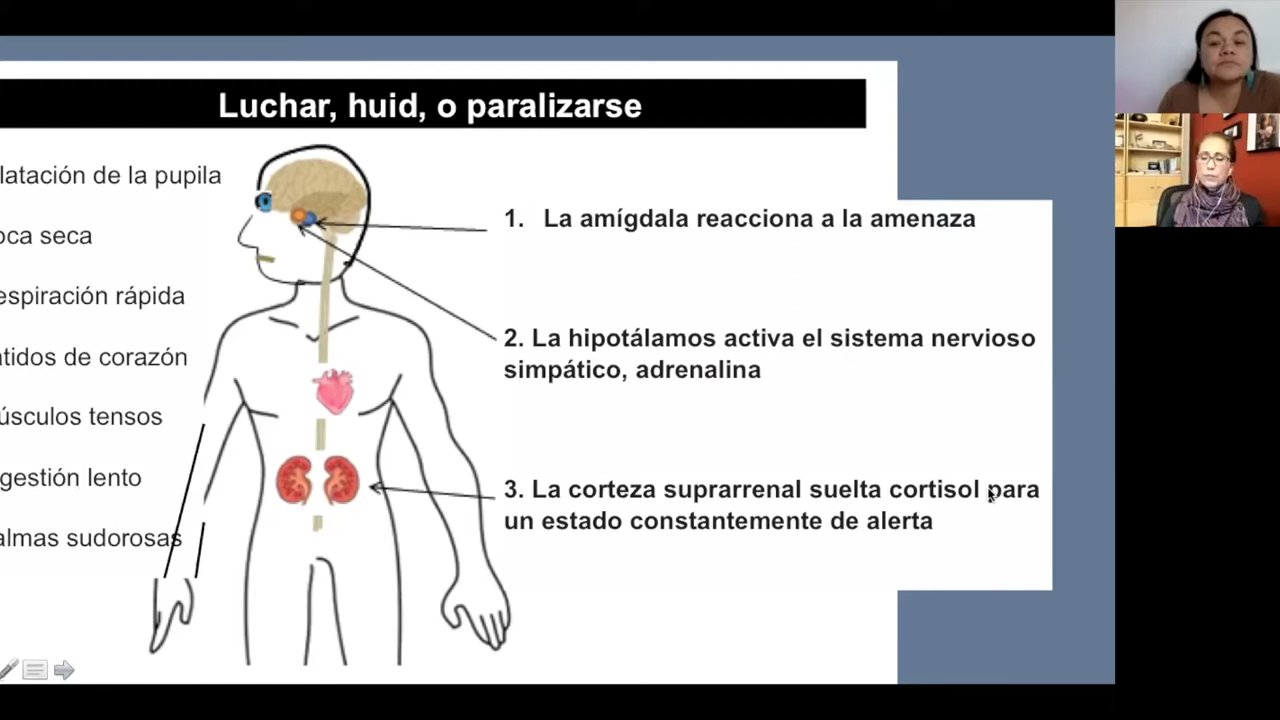 Luchar, huid, o paralizarse
latación de la pupila
oca seca
espiración rápida
atidos de corazón
úsculos tensos
gestión lento
almas sudorosas
1. La amígdala reacciona a la amenaza
2. La hipotálamos activa el sistema nervioso
simpático, adrenalina
3. La corteza suprarrenal suelta cortisol para
un estado constantemente de alerta